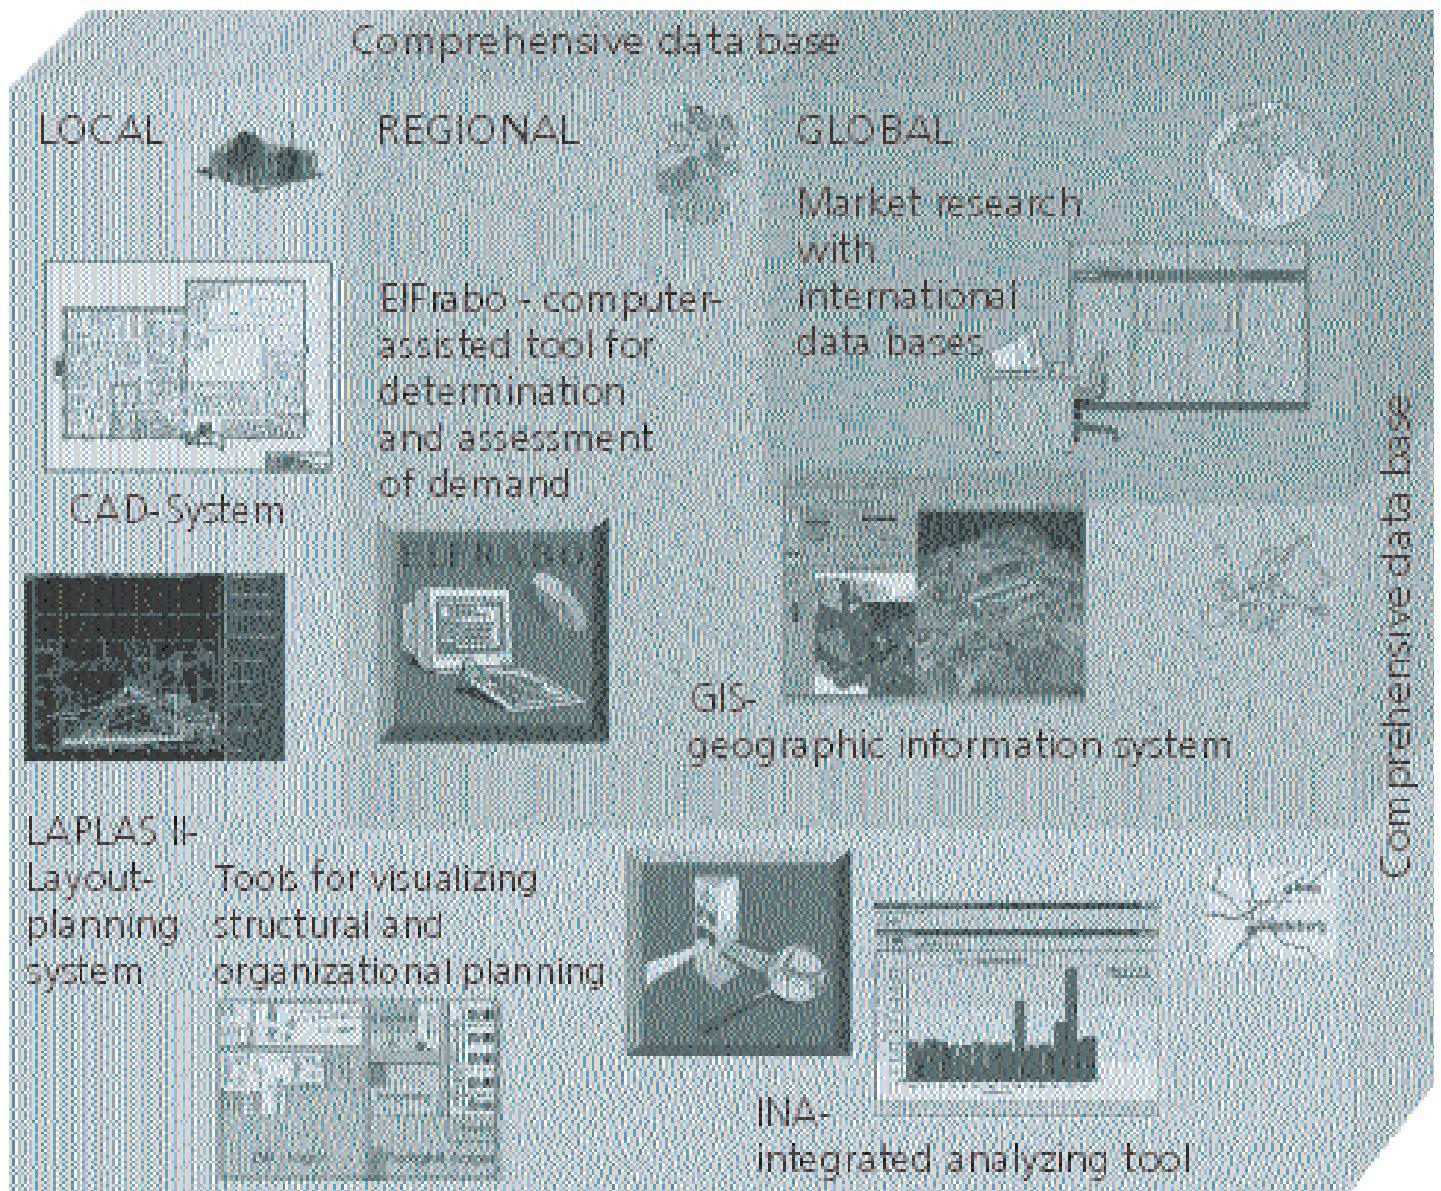 Comprehensive data base
LOCAL
REGIONAL
GLOBAL
Market research
with
international
data bases
ElFrabo - computer-
assisted tool for
determination
and assessment
of demand
CAD-System
ELFRABO
GIS-
geographic information system
Comprehensive data base
LAPLAS II-
Layout-
planning
system
Tools for visualizing
structural and
organizational planning
INA-
integrated analyzing tool